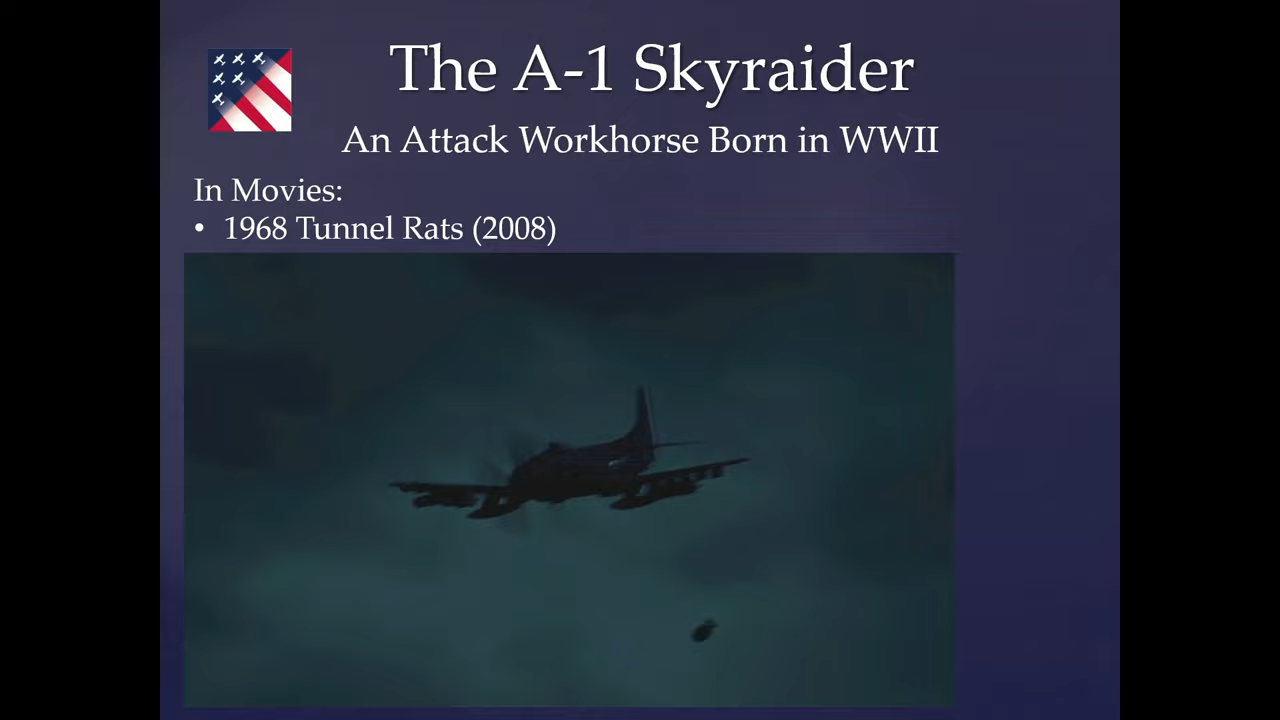 The A-1 Skyraider
An Attack Workhorse Born in WWII
In Movies:
• 1968 Tunnel Rats (2008)